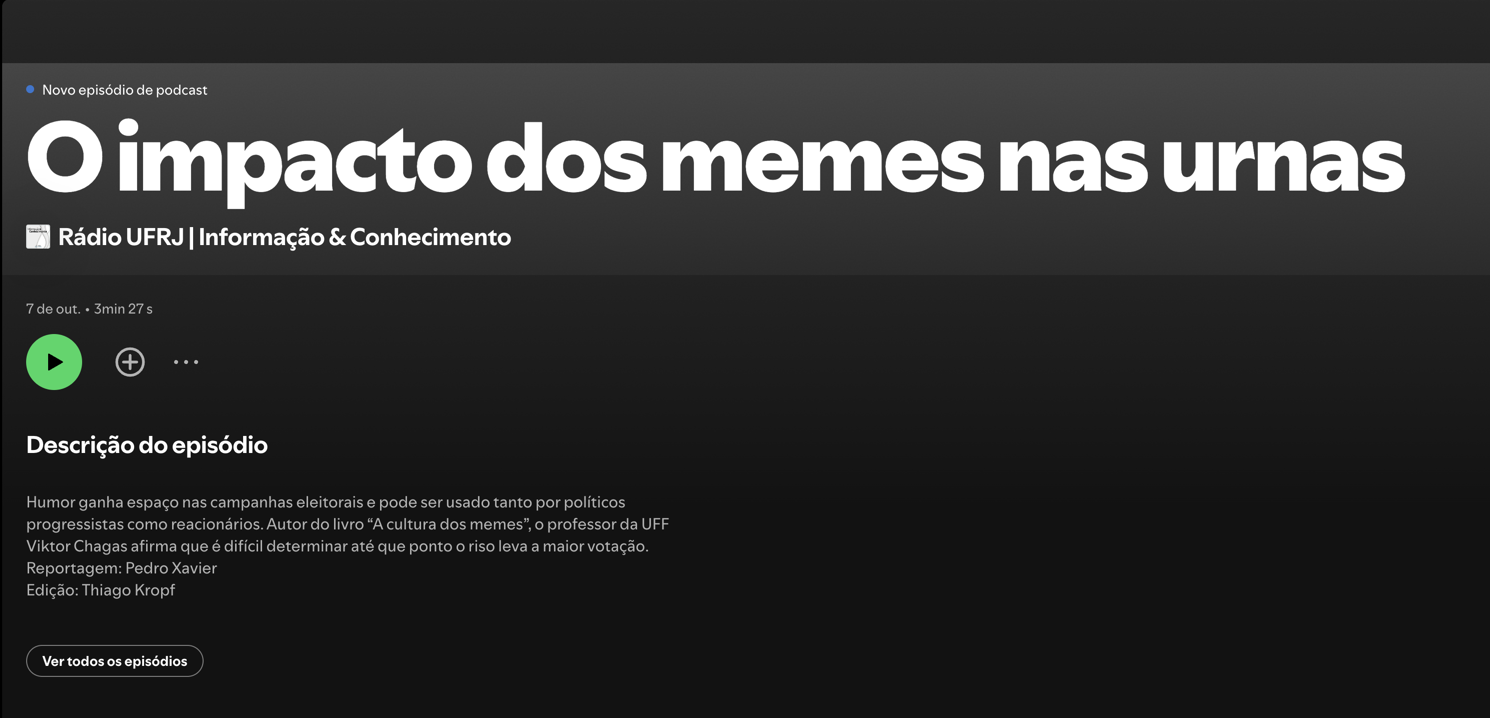 Novo episódio de podcast
O impacto dos memes nas urnas
Rádio UFRJ | Informação & Conhecimento
7 de out. • 3min 27 s
Descrição do episódio
Humor ganha espaço nas campanhas eleitorais e pode ser usado tanto por políticos
progressistas como reacionários. Autor do livro “A cultura dos memes”, o professor da UFF
Viktor Chagas afirma que é difícil determinar até que ponto o riso leva a maior votação.
Reportagem: Pedro Xavier
Edição: Thiago Kropf
Ver todos os episódios